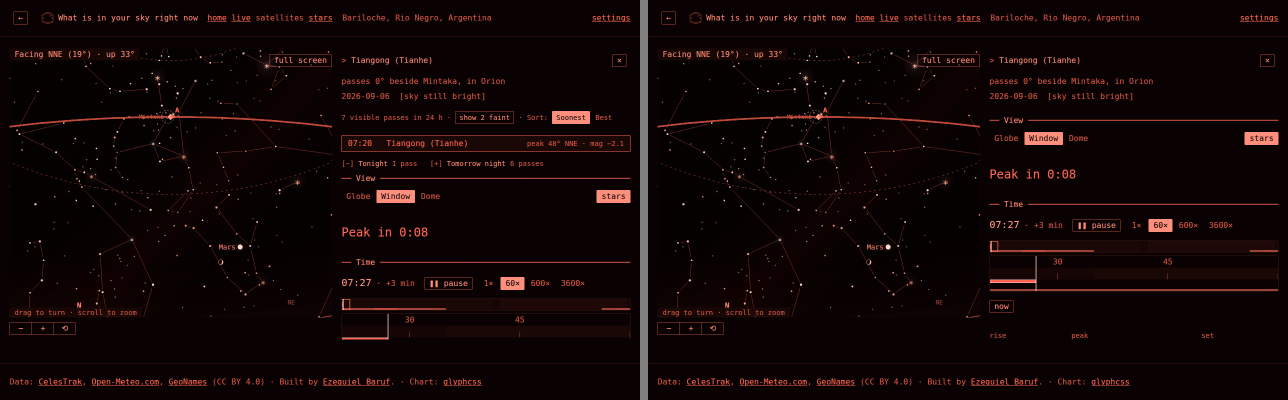 ← What is in your sky right now home live satellites stars Bariloche, Rio Negro, Argentina settings
Facing NNE (19°) · up 33°
full screen
A
Mintaka
Mars
N
NE
drag to turn · scroll to zoom
− + ⟲
> Tiangong (Tianhe) ×
passes 0° beside Mintaka, in Orion
2026-09-06 [sky still bright]
7 visible passes in 24 h · show 2 faint · Sort: Soonest Best
07:20 Tiangong (Tianhe) peak 48° NNE · mag −2.1
[−] Tonight 1 pass [+] Tomorrow night 6 passes
View
Globe Window Dome stars
Peak in 0:08
Time
07:27 · +3 min ❚❚ pause 1× 60× 600× 3600×
30 45
Data: CelesTrak, Open-Meteo.com, GeoNames (CC BY 4.0) · Built by Ezequiel Baruf. · Chart: glyphcss
← What is in your sky right now home live satellites stars Bariloche, Rio Negro, Argentina settings
Facing NNE (19°) · up 33°
full screen
A
Mintaka
Mars
N
NE
drag to turn · scroll to zoom
− + ⟲
> Tiangong (Tianhe) ×
passes 0° beside Mintaka, in Orion
2026-09-06 [sky still bright]
View
Globe Window Dome stars
Peak in 0:08
Time
07:27 · +3 min ❚❚ pause 1× 60× 600× 3600×
30 45
now
rise peak set
Data: CelesTrak, Open-Meteo.com, GeoNames (CC BY 4.0) · Built by Ezequiel Baruf. · Chart: glyphcss